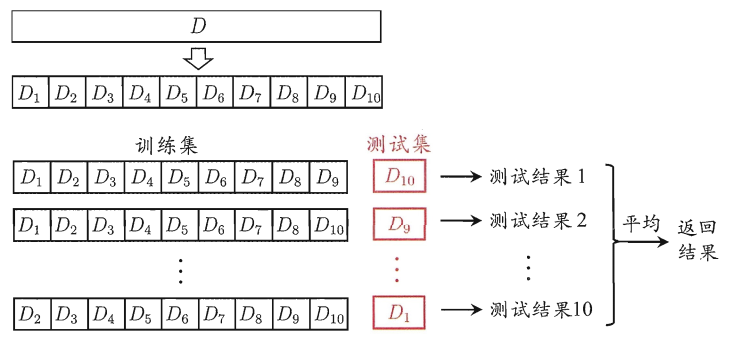 D
D₁ D₂ D₃ D₄ D₅ D₆ D₇ D₈ D₉ D₁₀
训练集 测试集
D₁ D₂ D₃ D₄ D₅ D₆ D₇ D₈ D₉ D₁₀ 测试结果1
D₁ D₂ D₃ D₄ D₅ D₆ D₇ D₈ D₁₀ D₉ 测试结果2
平均 返回
结果
⋮ ⋮ ⋮
D₂ D₃ D₄ D₅ D₆ D₇ D₈ D₉ D₁₀ D₁ 测试结果10